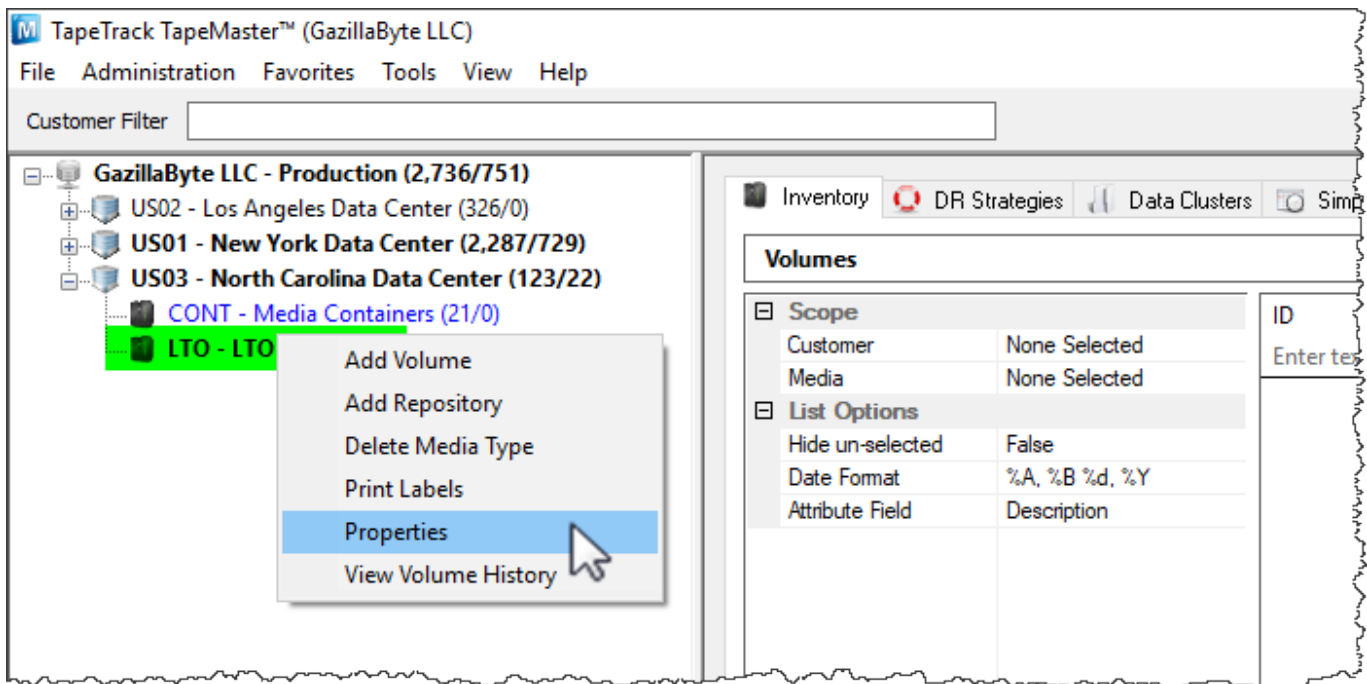 TapeTrack TapeMaster™ (GazillaByte LLC)
File Administration Favorites Tools View Help
Customer Filter
GazillaByte LLC - Production (2,736/751)
US02 - Los Angeles Data Center (326/0)
US01 - New York Data Center (2,287/729)
US03 - North Carolina Data Center (123/22)
CONT - Media Containers (21/0)
LTO - LTO
Add Volume
Add Repository
Delete Media Type
Print Labels
Properties
View Volume History
Inventory DR Strategies Data Clusters
Volumes
Scope
Customer None Selected
Media None Selected
List Options
Hide un-selected False
Date Format %A, %B %d, %Y
Attribute Field Description
ID
Enter